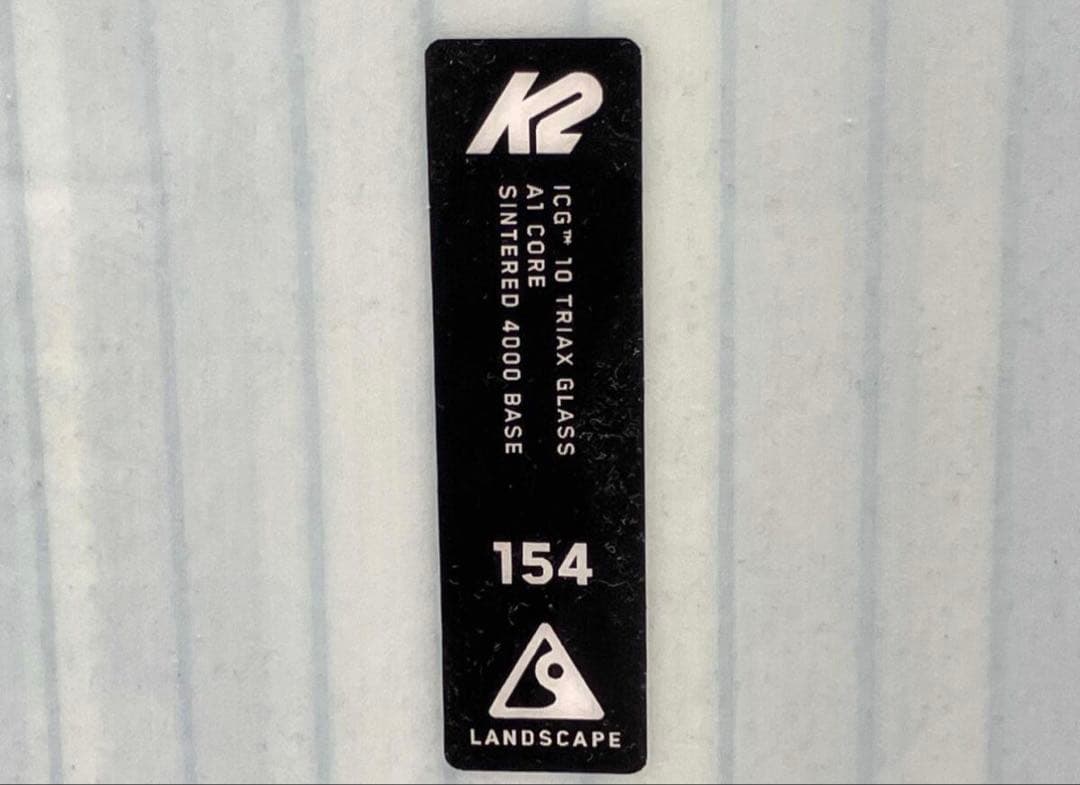 K2
ICG™ 10 TRIAX GLASS
A1 CORE
SINTERED 4000 BASE
154
LANDSCAPE